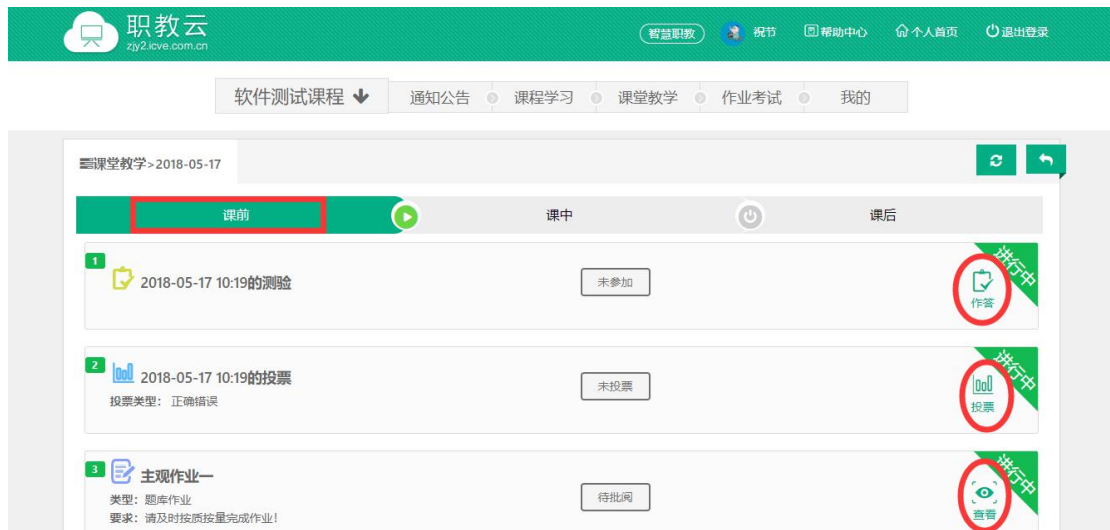 职教云
zjy2.icve.com.cn
智慧职教 祝节 帮助中心 个人首页 退出登录
软件测试课程 通知公告 课程学习 课堂教学 作业考试 我的
课堂教学>2018-05-17
课前 课中 课后
1
2018-05-17 10:19的测验
未参加
进行中
作答
2
2018-05-17 10:19的投票
投票类型：正确错误
未投票
进行中
投票
3
主观作业一
类型：题库作业
要求：请及时按质按量完成作业!
待批阅
进行中
查看